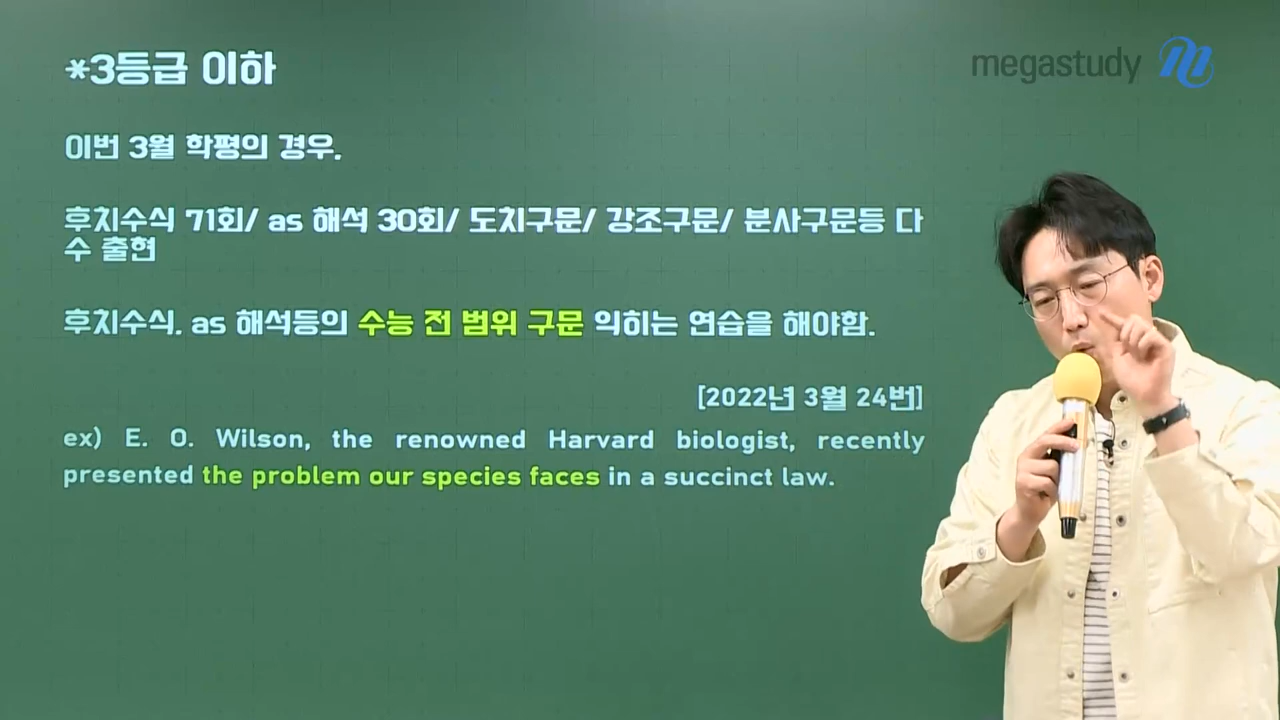 *3등급 이하
megastudy
이번 3월 학평의 경우,
후치수식 71회/ as 해석 30회/ 도치구문/ 강조구문/ 분사구문등 다
수 출현
후치수식, as 해석등의 수능 전 범위 구문 익히는 연습을 해야함.
[2022년 3월 24번]
ex) E. O. Wilson, the renowned Harvard biologist, recently
presented the problem our species faces in a succinct law.